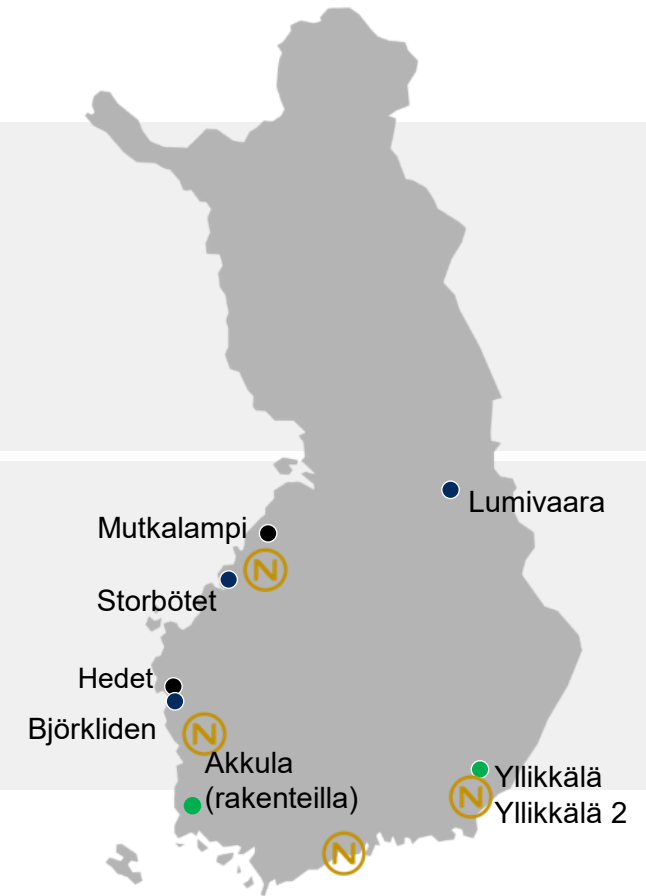 Lumivaara
Mutkalampi
N
Storbötet
Hedet
Björkliden
N
Akkula
(rakenteilla)
Yllikkälä
N
Yllikkälä 2
N